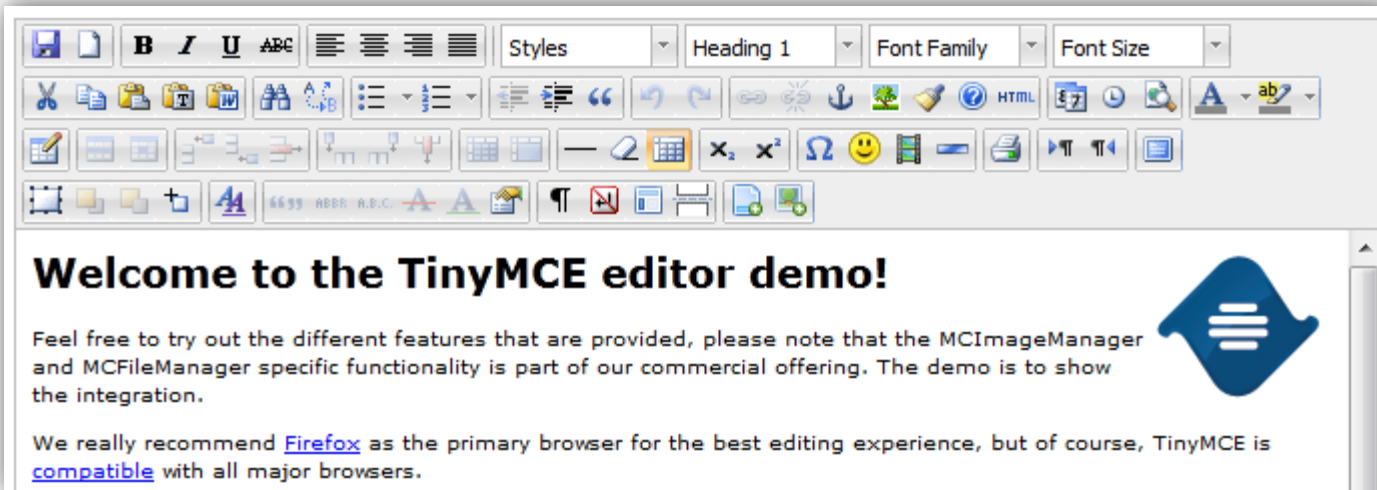 B I U ABC Styles Heading 1 Font Family Font Size
HTML A ab
ABBR A.B.C. A A
Welcome to the TinyMCE editor demo!
Feel free to try out the different features that are provided, please note that the MCImageManager
and MCFileManager specific functionality is part of our commercial offering. The demo is to show
the integration.
We really recommend Firefox as the primary browser for the best editing experience, but of course, TinyMCE is
compatible with all major browsers.